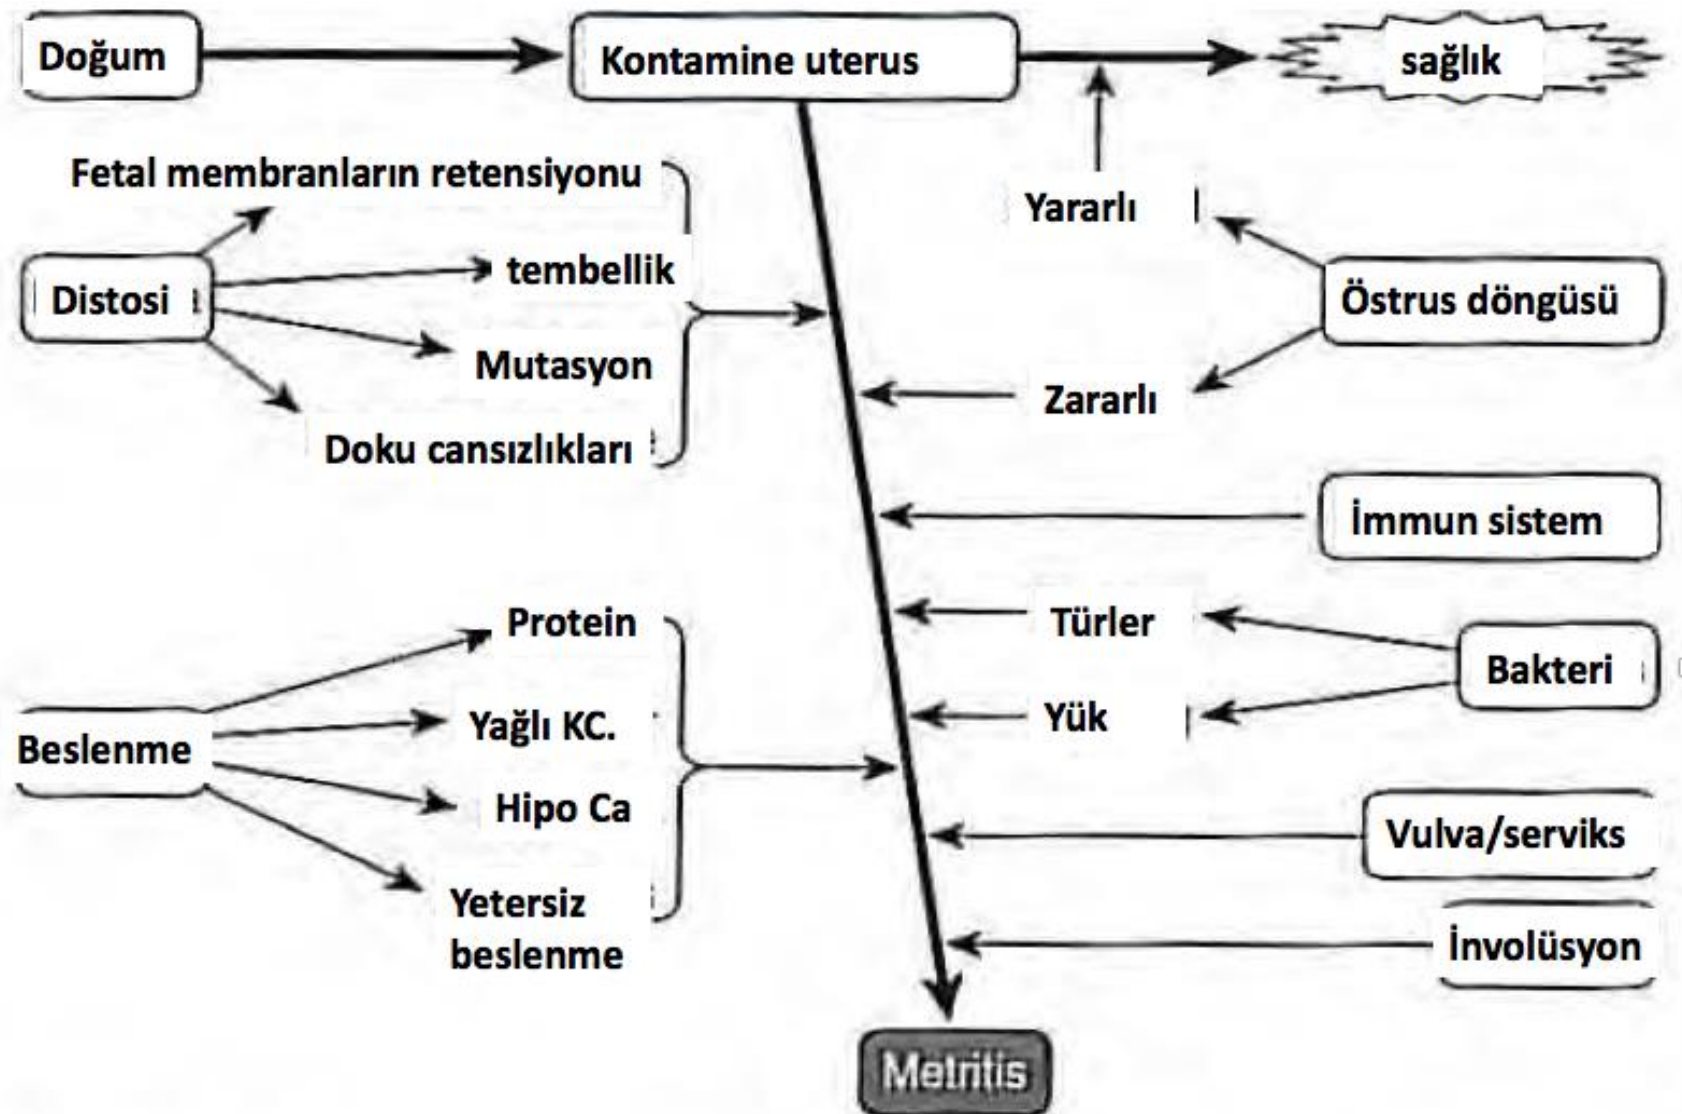 Doğum
Kontamine uterus
sağlık
Fetal membranların retensiyonu
Yararlı
Distosi
tembellik
Östrus döngüsü
Mutasyon
Zararlı
Doku cansızlıkları
İmmun sistem
Protein
Türler
Bakteri
Beslenme
Yağlı KC.
Yük
Hipo Ca
Vulva/serviks
Yetersiz
beslenme
İnvolüsyon
Metritis